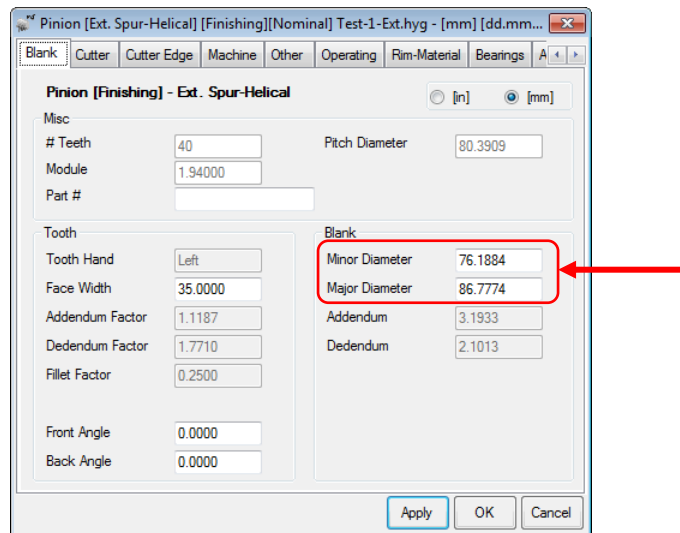 Pinion [Ext. Spur-Helical] [Finishing][Nominal] Test-1-Ext.hyg - [mm] [dd.mm...
Blank Cutter Cutter Edge Machine Other Operating Rim-Material Bearings A
Pinion [Finishing] - Ext. Spur-Helical [in] [mm]
Misc
# Teeth 40 Pitch Diameter 80.3909
Module 1.94000
Part #
Tooth Blank
Tooth Hand Left Minor Diameter 76.1884
Face Width 35.0000 Major Diameter 86.7774
Addendum Factor 1.1187 Addendum 3.1933
Dedendum Factor 1.7710 Dedendum 2.1013
Fillet Factor 0.2500
Front Angle 0.0000
Back Angle 0.0000
Apply OK Cancel